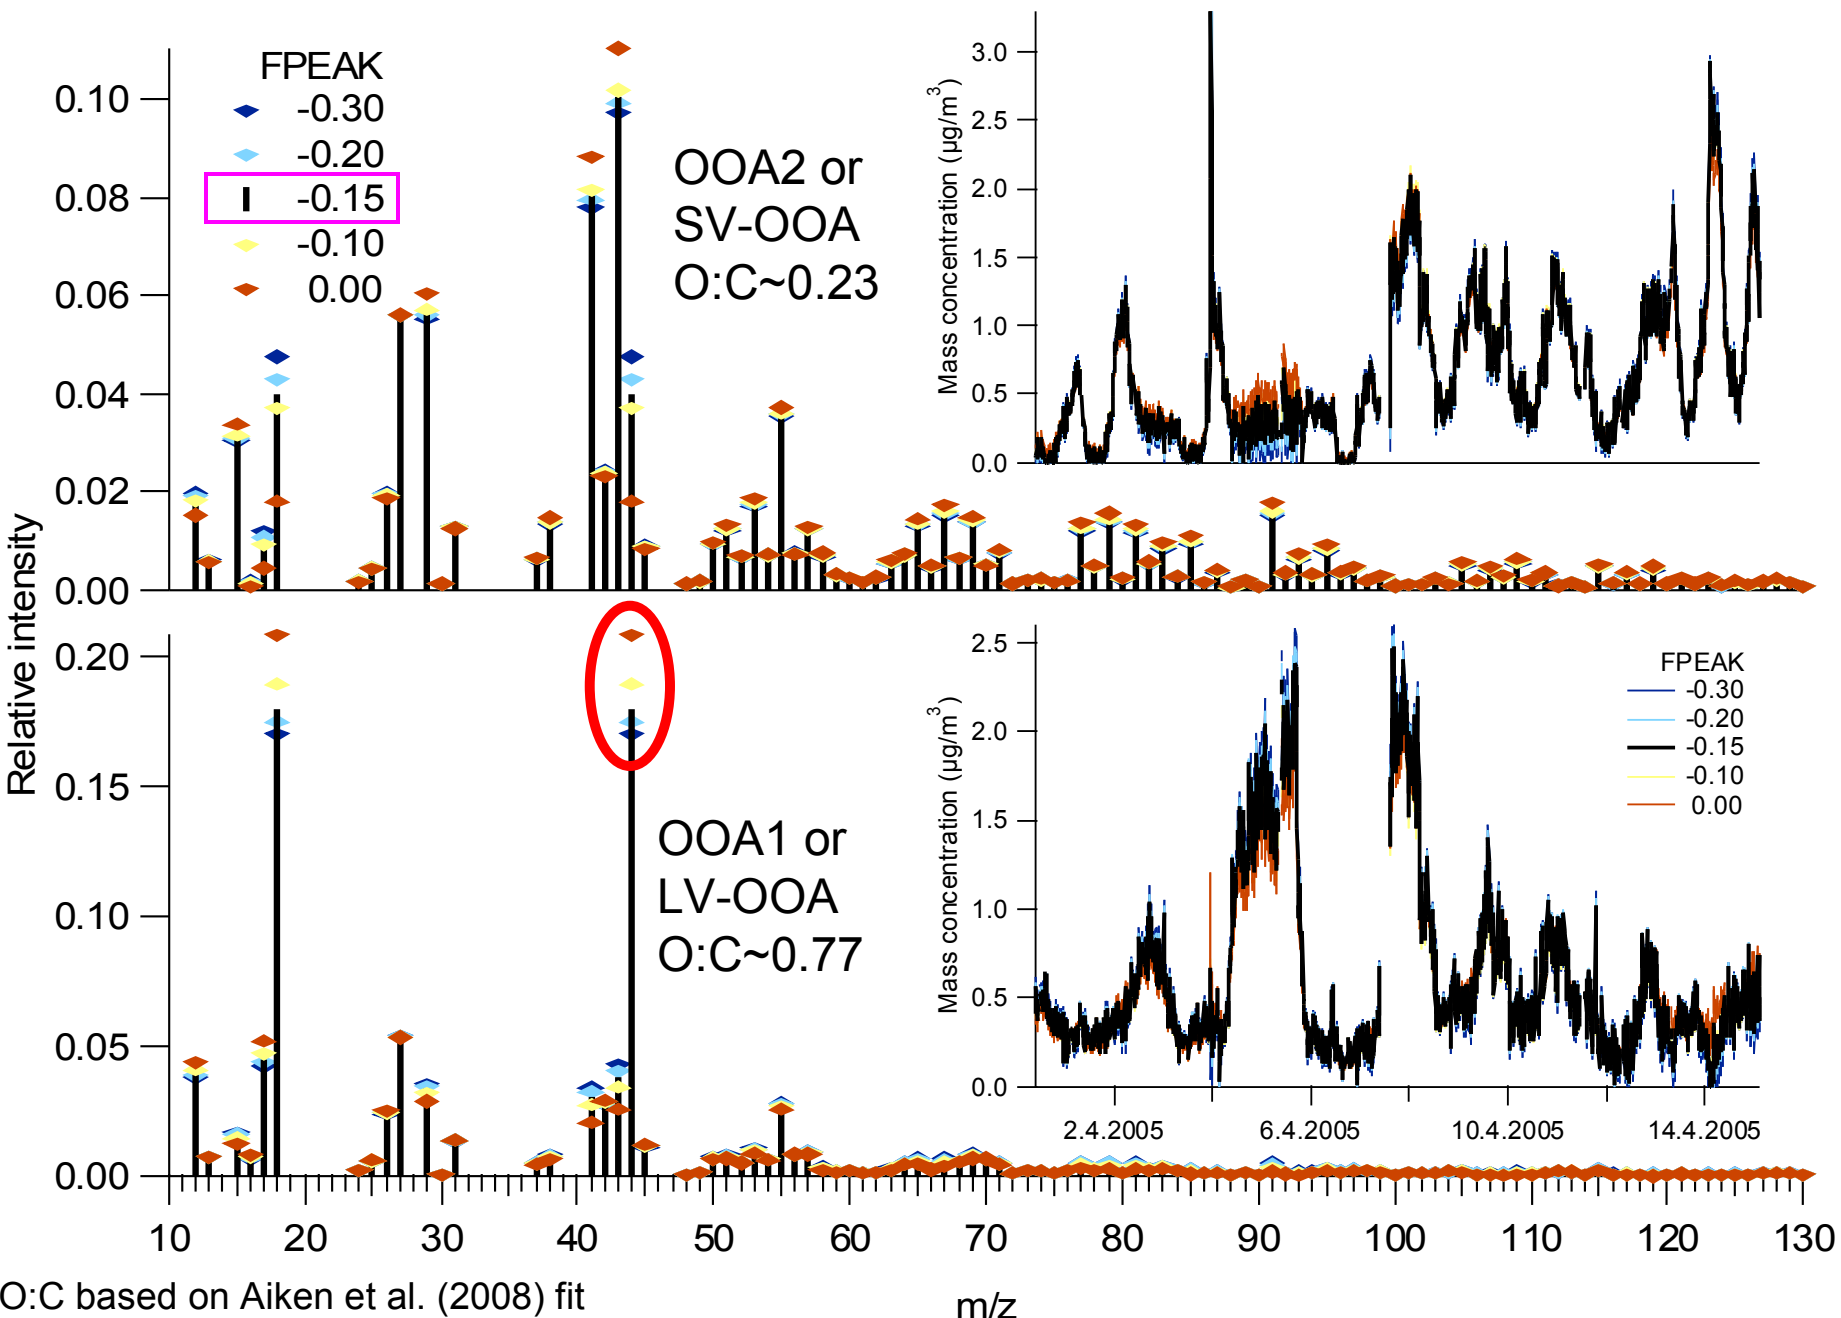 FPEAK
-0.30
-0.20
-0.15
-0.10
0.00
0.10
0.08
0.06
0.04
0.02
0.00
OOA2 or
SV-OOA
O:C~0.23
Mass concentration (µg/m³)
3.0
2.5
2.0
1.5
1.0
0.5
0.0
Relative intensity
0.20
0.15
0.10
0.05
0.00
OOA1 or
LV-OOA
O:C~0.77
Mass concentration (µg/m³)
2.5
2.0
1.5
1.0
0.5
0.0
FPEAK
-0.30
-0.20
-0.15
-0.10
0.00
2.4.2005 6.4.2005 10.4.2005 14.4.2005
10 20 30 40 50 60 70 80 90 100 110 120 130
m/z
O:C based on Aiken et al. (2008) fit